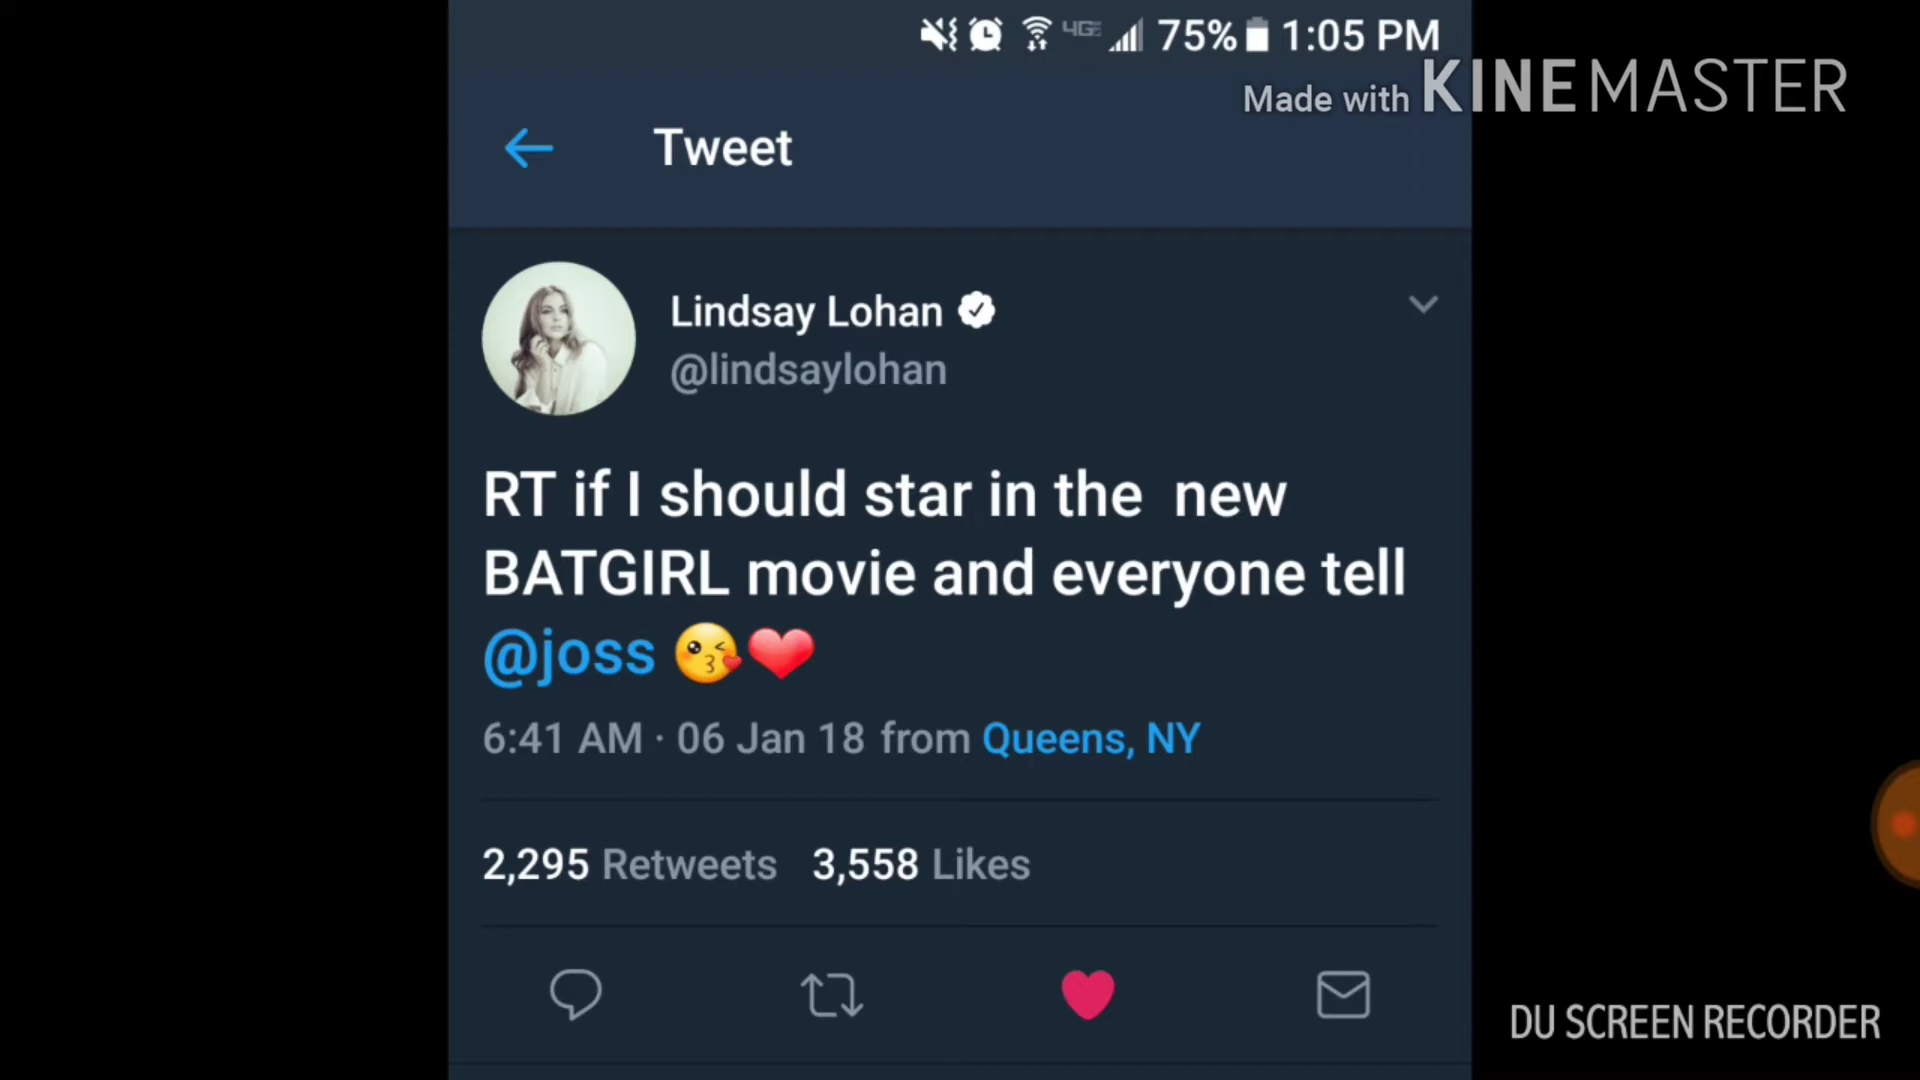 4GE 75% 1:05 PM
Made with KINEMASTER
Tweet
Lindsay Lohan
@lindsaylohan
RT if I should star in the new
BATGIRL movie and everyone tell
@joss 😘❤
6:41 AM · 06 Jan 18 from Queens, NY
2,295 Retweets 3,558 Likes
DU SCREEN RECORDER